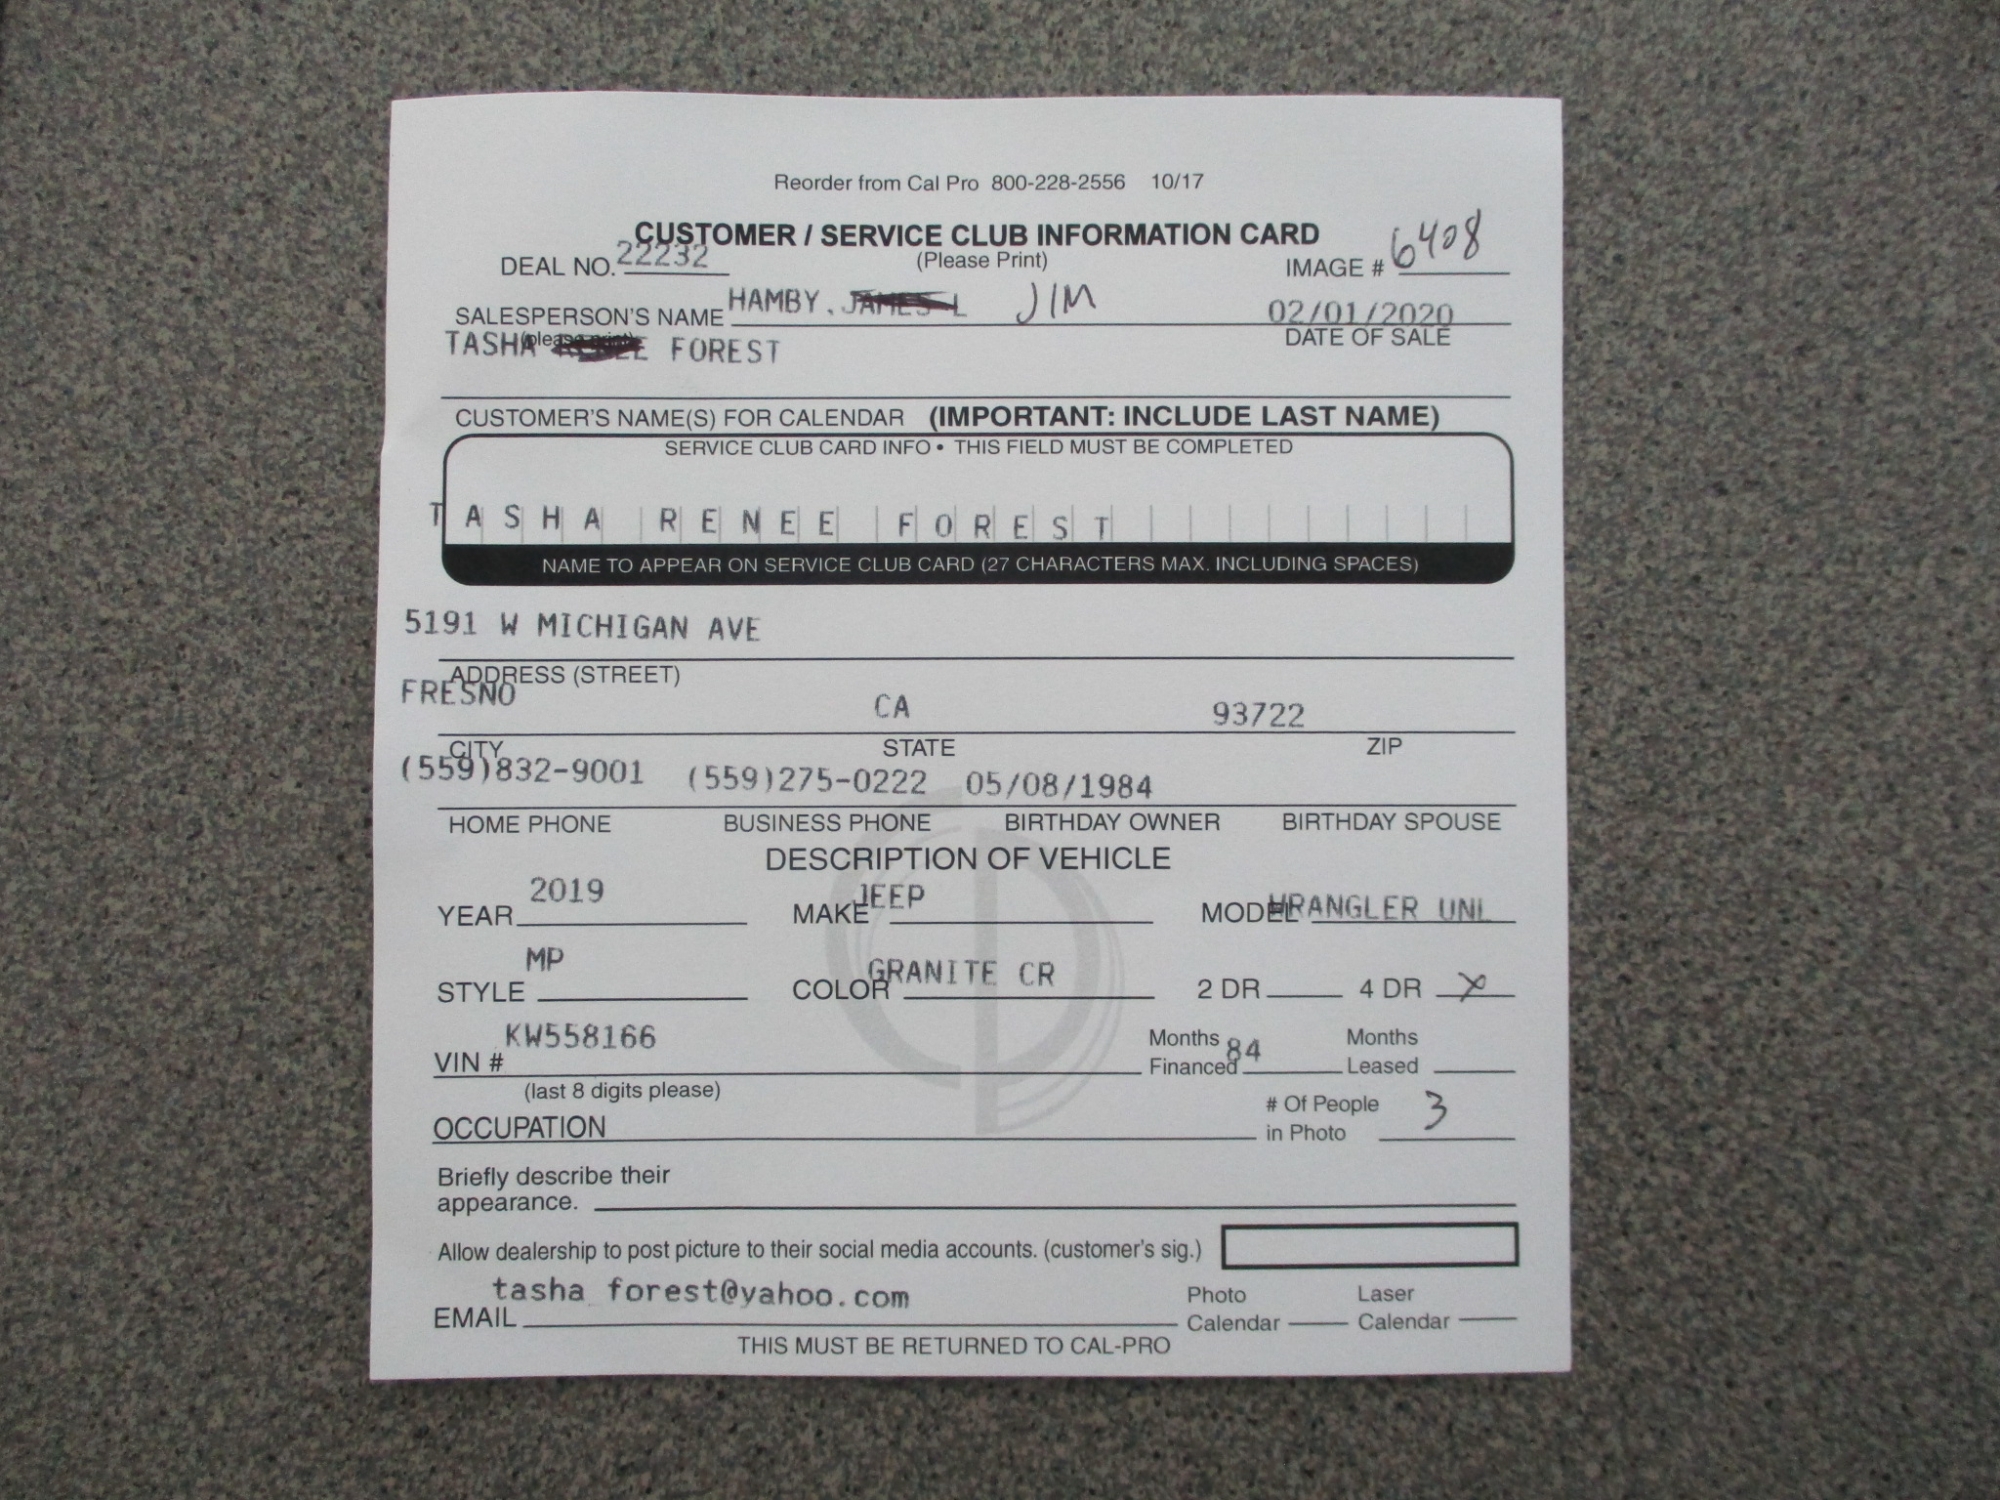 Reorder from Cal Pro 800-228-2556 10/17
CUSTOMER / SERVICE CLUB INFORMATION CARD
DEAL NO. 22232 (Please Print) IMAGE # 6408
SALESPERSON'S NAME HAMBY, JAMES L JIM 02/01/2020
(please print) DATE OF SALE
TASHA RENEE FOREST
CUSTOMER'S NAME(S) FOR CALENDAR (IMPORTANT: INCLUDE LAST NAME)
SERVICE CLUB CARD INFO • THIS FIELD MUST BE COMPLETED
TASHA RENEE FOREST
NAME TO APPEAR ON SERVICE CLUB CARD (27 CHARACTERS MAX. INCLUDING SPACES)
5191 W MICHIGAN AVE
ADDRESS (STREET)
FRESNO CA 93722
CITY STATE ZIP
(559)832-9001 (559)275-0222 05/08/1984
HOME PHONE BUSINESS PHONE BIRTHDAY OWNER BIRTHDAY SPOUSE
DESCRIPTION OF VEHICLE
YEAR 2019 MAKE JEEP MODEL WRANGLER UNL
STYLE MP COLOR GRANITE CR 2 DR 4 DR X
VIN # KW558166 Months Financed 84 Months Leased
(last 8 digits please)
OCCUPATION # Of People in Photo 3
Briefly describe their
appearance.
Allow dealership to post picture to their social media accounts. (customer's sig.)
EMAIL tasha forest@yahoo.com Photo Calendar Laser Calendar
THIS MUST BE RETURNED TO CAL-PRO